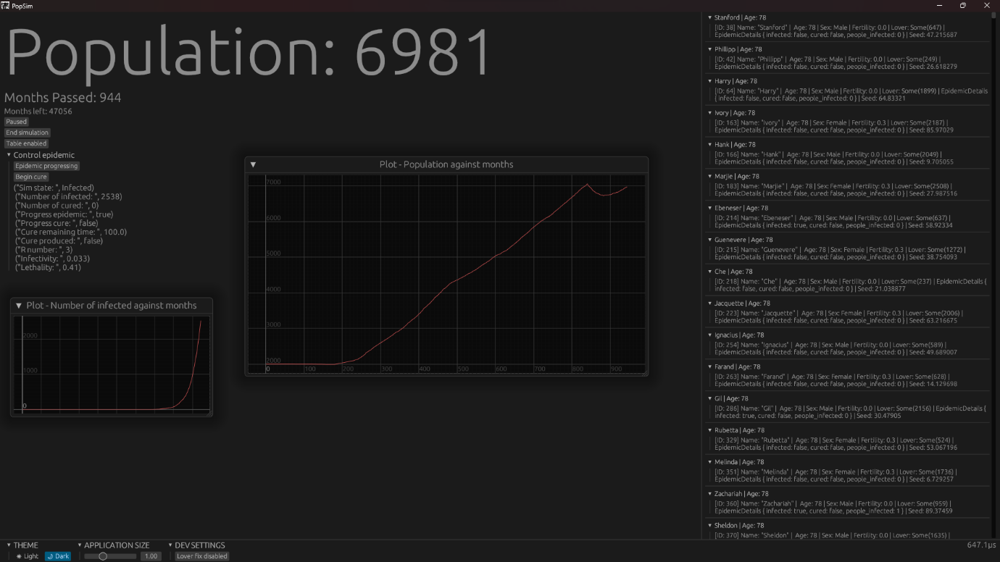 PopSim
Population: 6981
Months Passed: 944
Months left: 47056
Paused
End simulation
Table enabled
Control epidemic
Epidemic progressing
Begin cure
("Sim state: ", Infected)
("Number of infected: ", 2538)
("Number of cured: ", 0)
("Progress epidemic: ", true)
("Progress cure: ", false)
("Cure remaining time: ", 100.0)
("Cure produced: ", false)
("R number: ", 3)
("Infectivity: ", 0.033)
("Lethality: ", 0.41)
Plot - Number of infected against months
2000
1000
0
Plot - Population against months
7000
6000
5000
4000
3000
2000
0 100 200 300 400 500 600 700 800 900
Stanford | Age: 78
[ID: 38] Name: "Stanford" | Age: 78 | Sex: Male | Fertility: 0.0 | Lover: Some(647) |
EpidemicDetails { infected: false, cured: false, people_infected: 0 } | Seed: 47.215687
Phillipp | Age: 78
[ID: 42] Name: "Phillipp" | Age: 78 | Sex: Male | Fertility: 0.0 | Lover: Some(249) |
EpidemicDetails { infected: false, cured: false, people_infected: 0 } | Seed: 26.618279
Harry | Age: 78
[ID: 64] Name: "Harry" | Age: 78 | Sex: Male | Fertility: 0.0 | Lover: Some(1899) | EpidemicDetails
{ infected: false, cured: false, people_infected: 0 } | Seed: 64.83321
Ivory | Age: 78
[ID: 163] Name: "Ivory" | Age: 78 | Sex: Female | Fertility: 0.3 | Lover: Some(2187) |
EpidemicDetails { infected: false, cured: false, people_infected: 0 } | Seed: 85.97029
Hank | Age: 78
[ID: 166] Name: "Hank" | Age: 78 | Sex: Male | Fertility: 0.0 | Lover: Some(2049) |
EpidemicDetails { infected: false, cured: false, people_infected: 0 } | Seed: 9.705055
Marjie | Age: 78
[ID: 183] Name: "Marjie" | Age: 78 | Sex: Female | Fertility: 0.3 | Lover: Some(2508) |
EpidemicDetails { infected: false, cured: false, people_infected: 0 } | Seed: 27.987516
Ebeneser | Age: 78
[ID: 214] Name: "Ebeneser" | Age: 78 | Sex: Male | Fertility: 0.0 | Lover: Some(637) |
EpidemicDetails { infected: true, cured: false, people_infected: 0 } | Seed: 58.92334
Guenevere | Age: 78
[ID: 215] Name: "Guenevere" | Age: 78 | Sex: Female | Fertility: 0.3 | Lover: Some(1272) |
EpidemicDetails { infected: false, cured: false, people_infected: 0 } | Seed: 38.754093
Che | Age: 78
[ID: 218] Name: "Che" | Age: 78 | Sex: Male | Fertility: 0.0 | Lover: Some(237) | EpidemicDetails {
infected: false, cured: false, people_infected: 0 } | Seed: 21.038877
Jacquette | Age: 78
[ID: 223] Name: "Jacquette" | Age: 78 | Sex: Female | Fertility: 0.3 | Lover: Some(2006) |
EpidemicDetails { infected: false, cured: false, people_infected: 0 } | Seed: 63.216675
Ignacius | Age: 78
[ID: 254] Name: "Ignacius" | Age: 78 | Sex: Male | Fertility: 0.0 | Lover: Some(589) |
EpidemicDetails { infected: false, cured: false, people_infected: 0 } | Seed: 49.689007
Farand | Age: 78
[ID: 263] Name: "Farand" | Age: 78 | Sex: Female | Fertility: 0.3 | Lover: Some(628) |
EpidemicDetails { infected: false, cured: false, people_infected: 0 } | Seed: 14.129698
Gil | Age: 78
[ID: 286] Name: "Gil" | Age: 78 | Sex: Male | Fertility: 0.0 | Lover: Some(2156) | EpidemicDetails {
infected: true, cured: false, people_infected: 0 } | Seed: 30.47905
Rubetta | Age: 78
[ID: 329] Name: "Rubetta" | Age: 78 | Sex: Female | Fertility: 0.3 | Lover: Some(524) |
EpidemicDetails { infected: false, cured: false, people_infected: 0 } | Seed: 53.067196
Melinda | Age: 78
[ID: 351] Name: "Melinda" | Age: 78 | Sex: Female | Fertility: 0.3 | Lover: Some(1736) |
EpidemicDetails { infected: false, cured: false, people_infected: 0 } | Seed: 6.729257
Zachariah | Age: 78
[ID: 360] Name: "Zachariah" | Age: 78 | Sex: Male | Fertility: 0.0 | Lover: Some(959) |
EpidemicDetails { infected: true, cured: false, people_infected: 1 } | Seed: 89.37459
Sheldon | Age: 78
[ID: 370] Name: "Sheldon" | Age: 78 | Sex: Male | Fertility: 0.0 | Lover: Some(1635) |
THEME
Light Dark
APPLICATION SIZE
1.00
DEV SETTINGS
Lover fix disabled
647.1µs